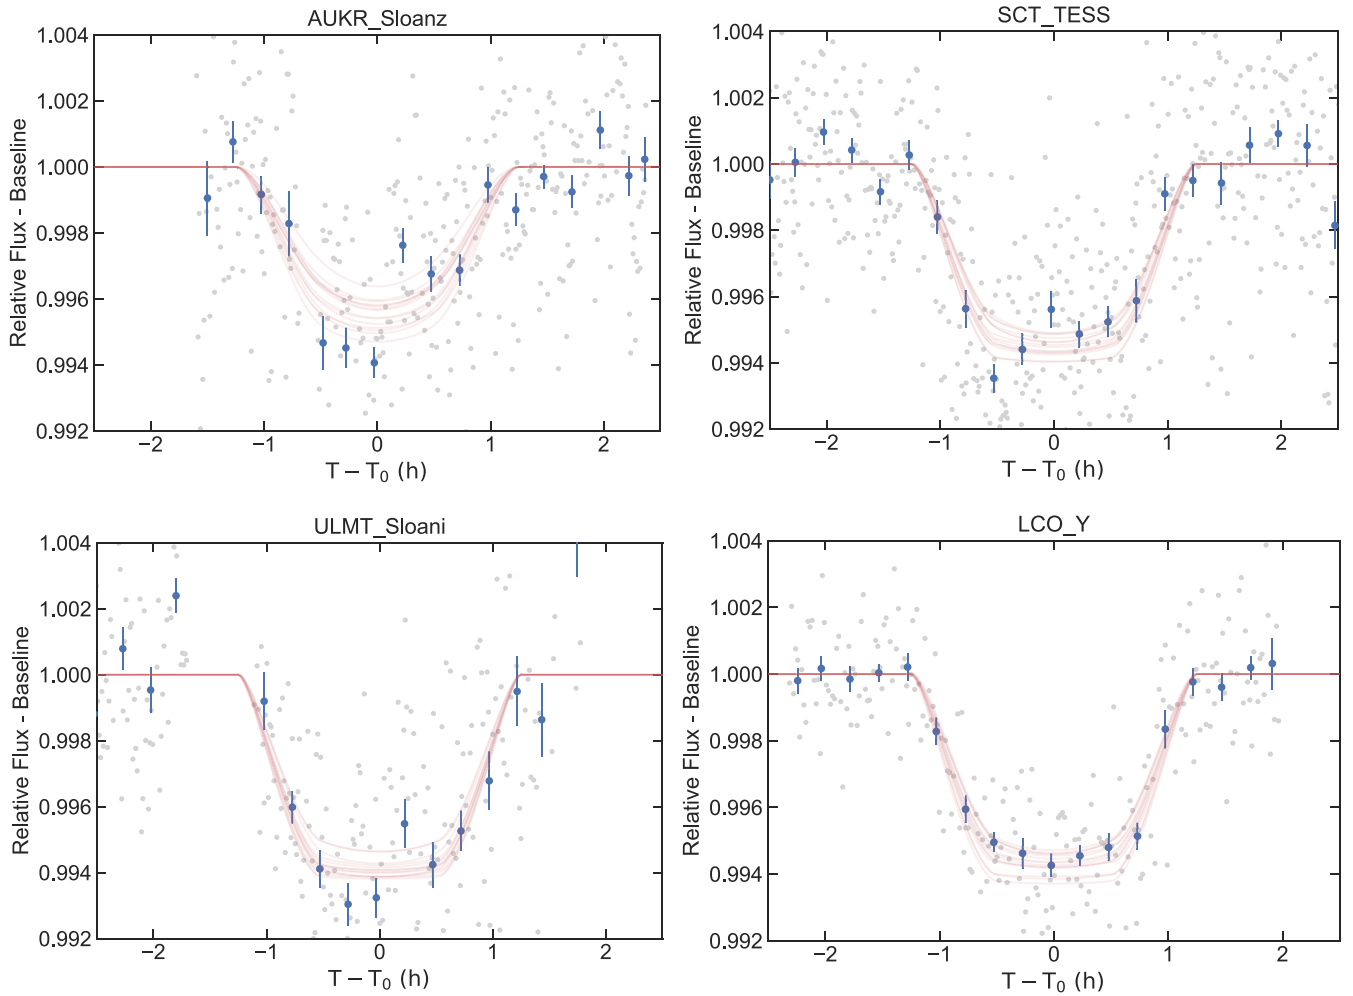 AUKR_Sloanz
1.004
1.002
1.000
0.998
0.996
0.994
0.992
Relative Flux - Baseline
−2 −1 0 1 2
T − T₀ (h)
SCT_TESS
1.004
1.002
1.000
0.998
0.996
0.994
0.992
Relative Flux - Baseline
−2 −1 0 1 2
T − T₀ (h)
ULMT_Sloani
1.004
1.002
1.000
0.998
0.996
0.994
0.992
Relative Flux - Baseline
−2 −1 0 1 2
T − T₀ (h)
LCO_Y
1.004
1.002
1.000
0.998
0.996
0.994
0.992
Relative Flux - Baseline
−2 −1 0 1 2
T − T₀ (h)